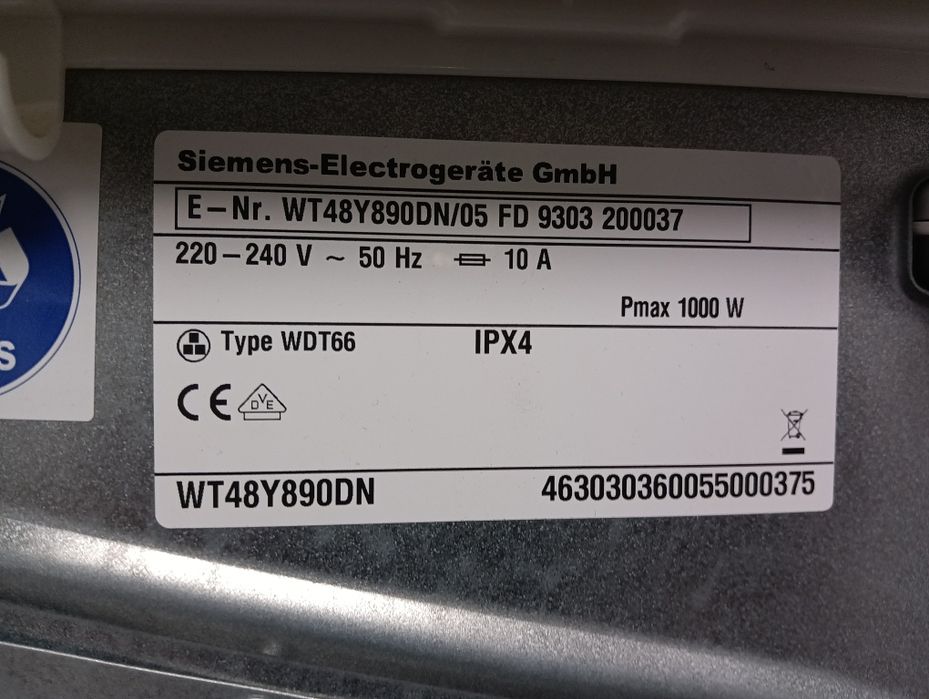 Siemens-Electrogeräte GmbH
E-Nr. WT48Y890DN/05 FD 9303 200037
220-240 V ~ 50 Hz 10 A
Pmax 1000 W
Type WDT66 IPX4
CE DVE
S
WT48Y890DN 463030360055000375